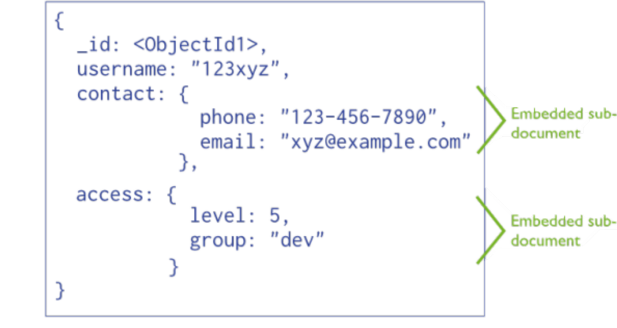 {
_id: <ObjectId1>,
username: "123xyz",
contact: {
phone: "123-456-7890",
email: "xyz@example.com"
},
access: {
level: 5,
group: "dev"
}
}
Embedded sub-
document
Embedded sub-
document